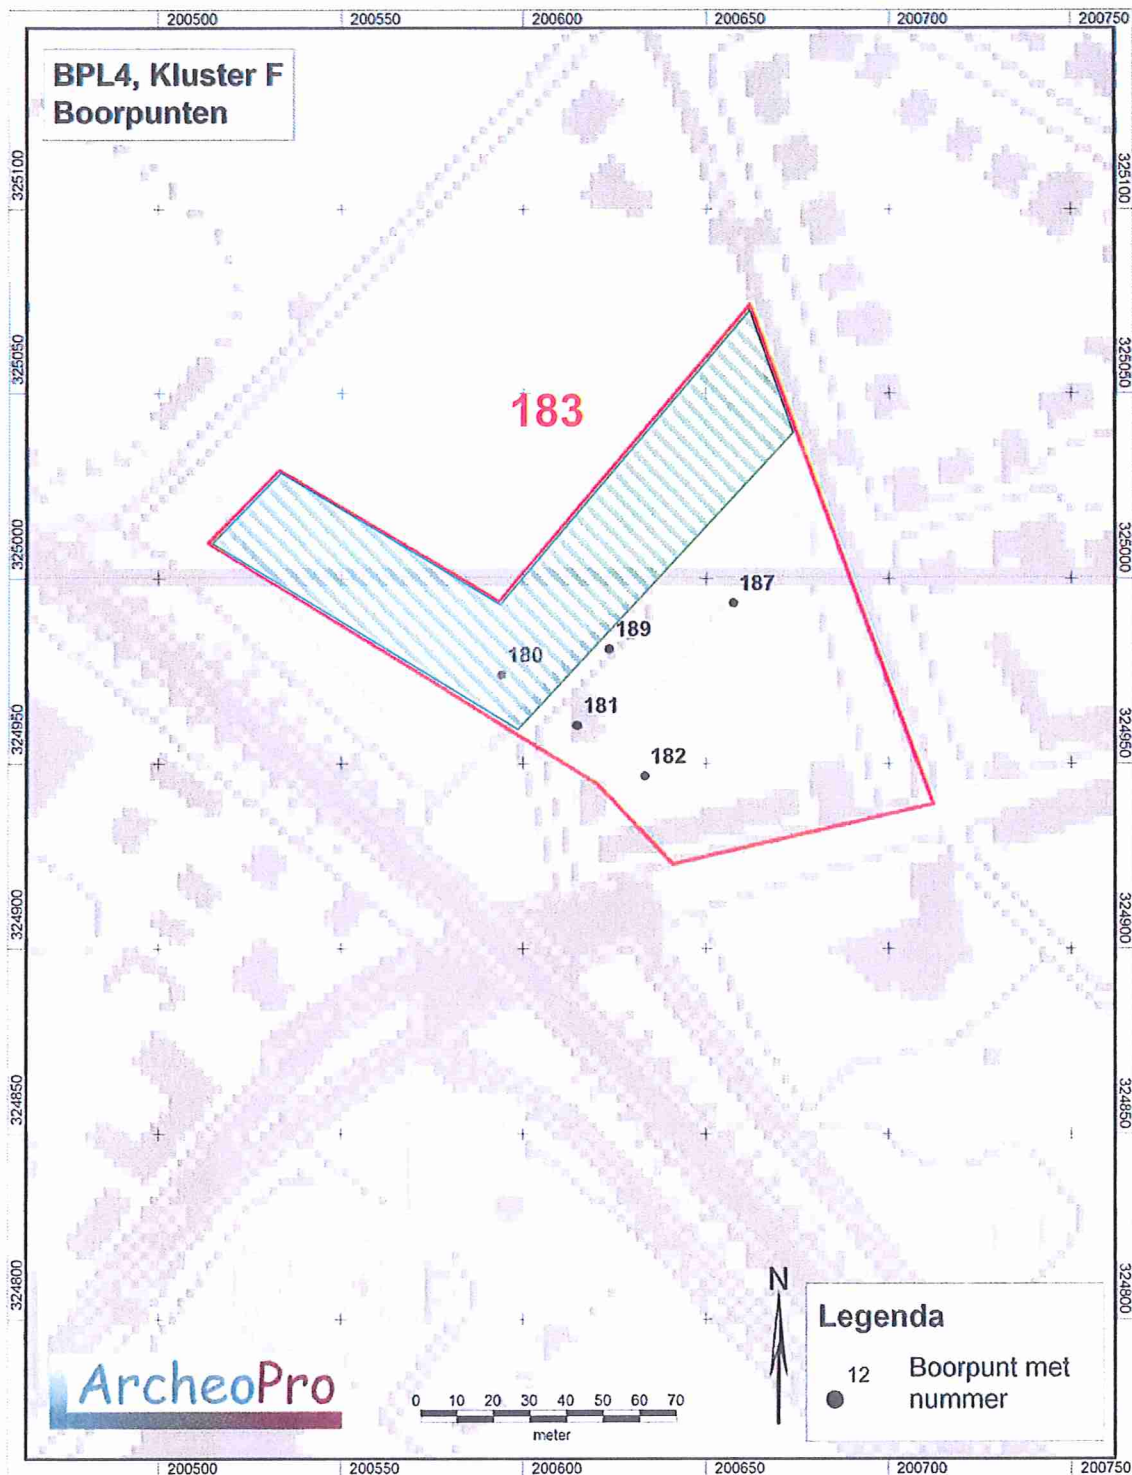 200500 200550 200600 200650 200700 200750
BPL4, Kluster F
Boorpunten
325100 325100
325050 325050
183
325000 325000
187
189
180
181
324950 324950
182
324900 324900
324850 324850
324800 324800
N
Legenda
12 Boorpunt met
nummer
ArcheoPro
0 10 20 30 40 50 60 70
meter
200500 200550 200600 200650 200700 200750